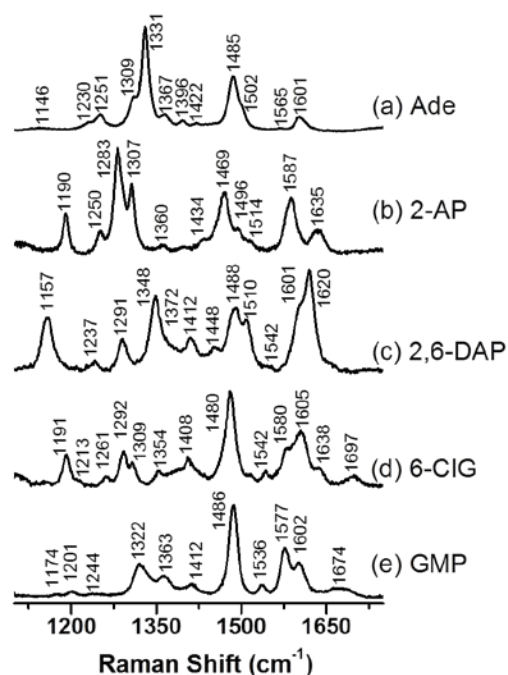 1146 1230 1251 1309 1331 1367 1396 1422 1485 1502 1565 1601
(a) Ade
1190 1250 1283 1307 1360 1434 1469 1496 1514 1587 1635
(b) 2-AP
1157 1237 1291 1348 1372 1412 1448 1488 1510 1542 1601 1620
(c) 2,6-DAP
1191 1213 1261 1292 1309 1354 1408 1480 1542 1580 1605 1638 1697
(d) 6-ClG
1174 1201 1244 1322 1363 1412 1486 1536 1577 1602 1674
(e) GMP
1200 1350 1500 1650
Raman Shift (cm⁻¹)